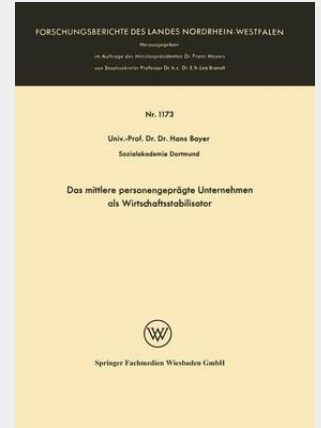 FORSCHUNGSBERICHTE DES LANDES NORDRHEIN-WESTFALEN
Herausgegeben
im Auftrage des Ministerpräsidenten Dr. Franz Meyers
von Staatssekretär Professor Dr. h. c. Dr. E. h. Leo Brandt
Nr. 1173
Univ.-Prof. Dr. Dr. Hans Bayer
Sozialakademie Dortmund
Das mittlere personengeprägte Unternehmen
als Wirtschaftsstabilisator
W
Springer Fachmedien Wiesbaden GmbH